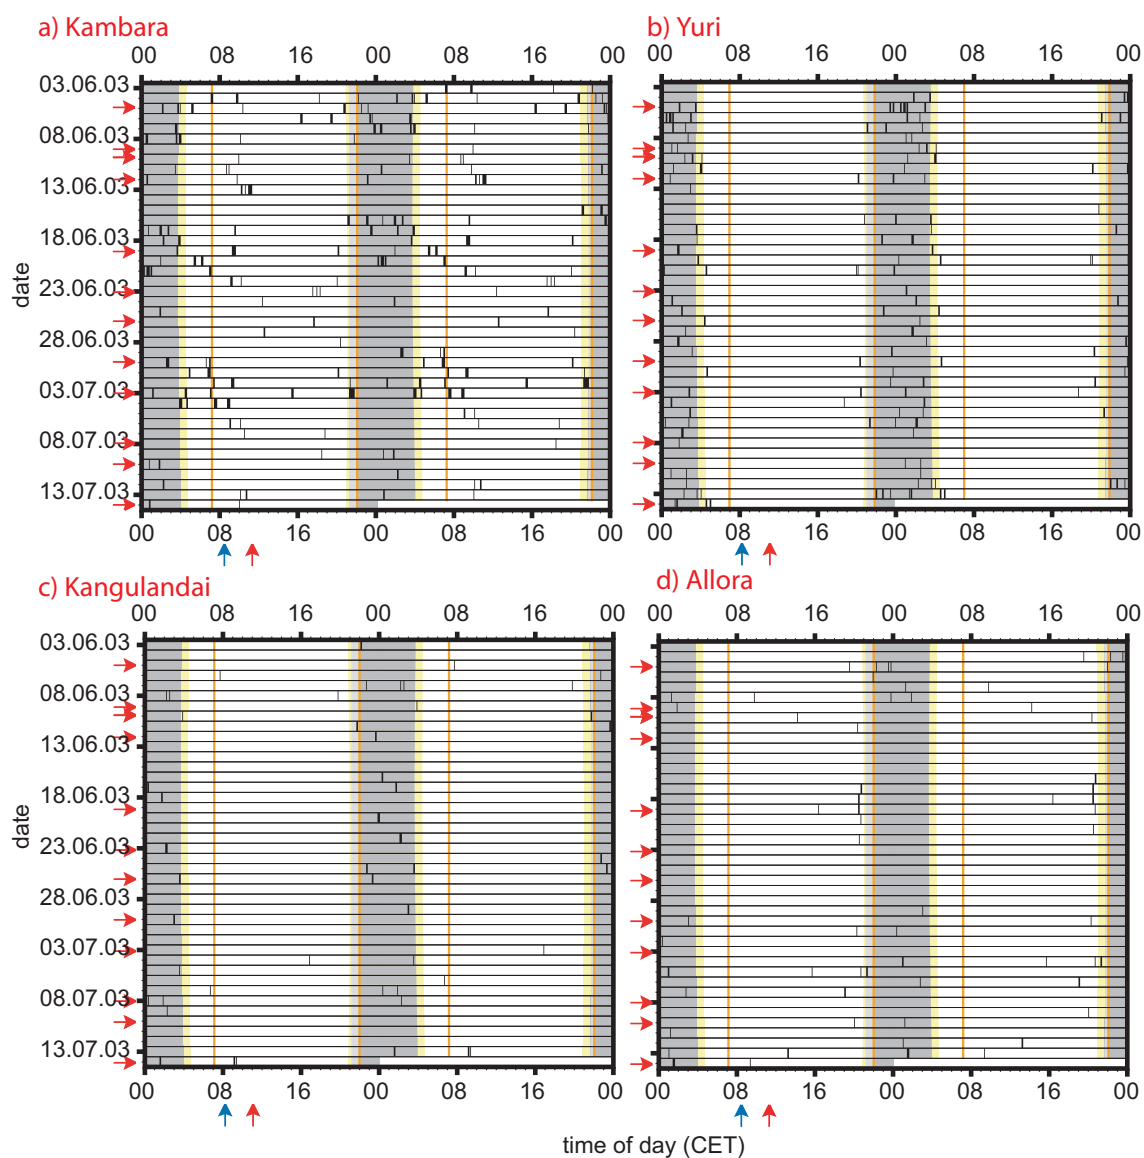 a) Kambara
b) Yuri
00 08 16 00 08 16 00
00 08 16 00 08 16 00
03.06.03
08.06.03
13.06.03
18.06.03
23.06.03
28.06.03
03.07.03
08.07.03
13.07.03
date
00 08 16 00 08 16 00
00 08 16 00 08 16 00
c) Kangulandai
d) Allora
00 08 16 00 08 16 00
00 08 16 00 08 16 00
03.06.03
08.06.03
13.06.03
18.06.03
23.06.03
28.06.03
03.07.03
08.07.03
13.07.03
date
00 08 16 00 08 16 00
00 08 16 00 08 16 00
time of day (CET)